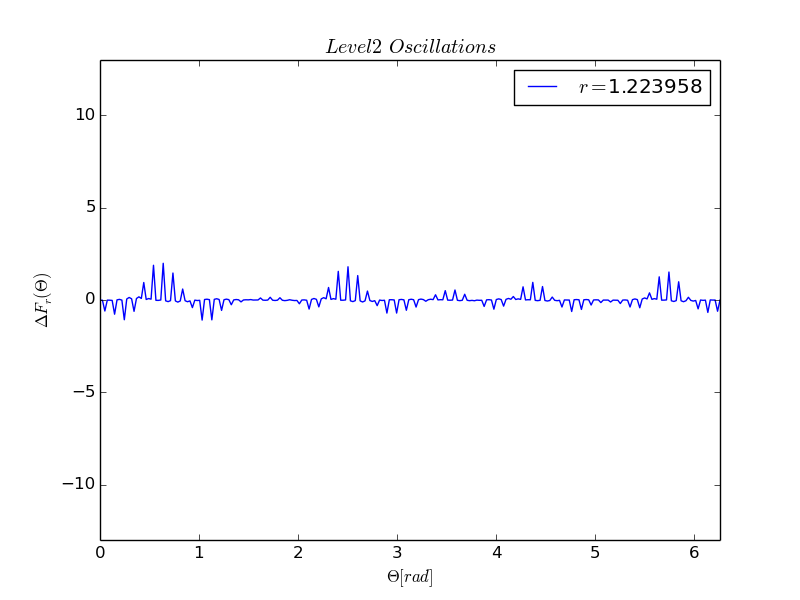 Level2 Oscillations
r=1.223958
10
5
0
−5
−10
ΔF_r(Θ)
0 1 2 3 4 5 6
Θ[rad]